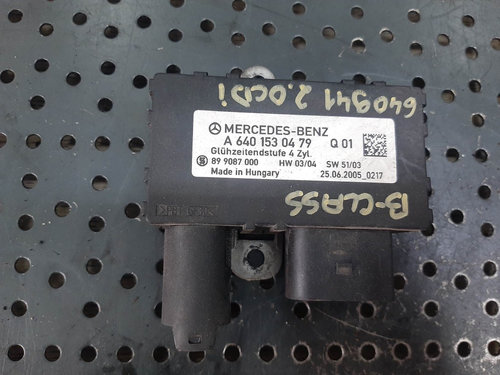 640941 2.0CDi
MERCEDES-BENZ
A 640 153 04 79 Q 01
Glühzeitendstufe 4 Zyl.
89 9087 000 HW 03/04 SW 51/03
Made in Hungary 25.06.2005_0217
B-CLASS